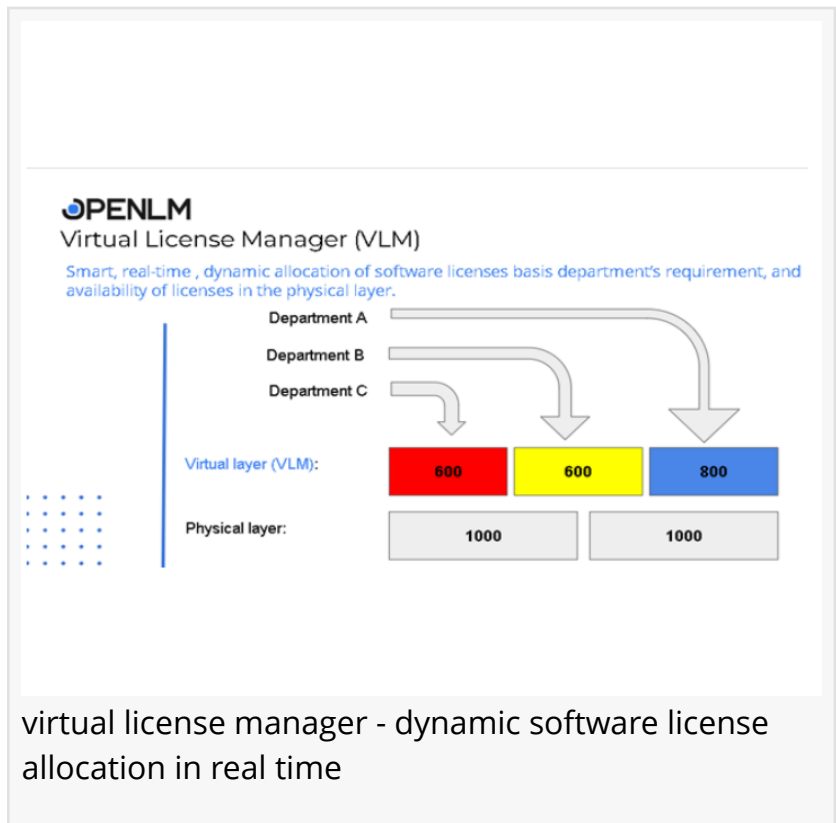 OPENLM
Virtual License Manager (VLM)
Smart, real-time , dynamic allocation of software licenses basis department's requirement, and
availability of licenses in the physical layer.
Department A
Department B
Department C
Virtual layer (VLM): 600 600 800
Physical layer: 1000 1000
virtual license manager - dynamic software license
allocation in real time